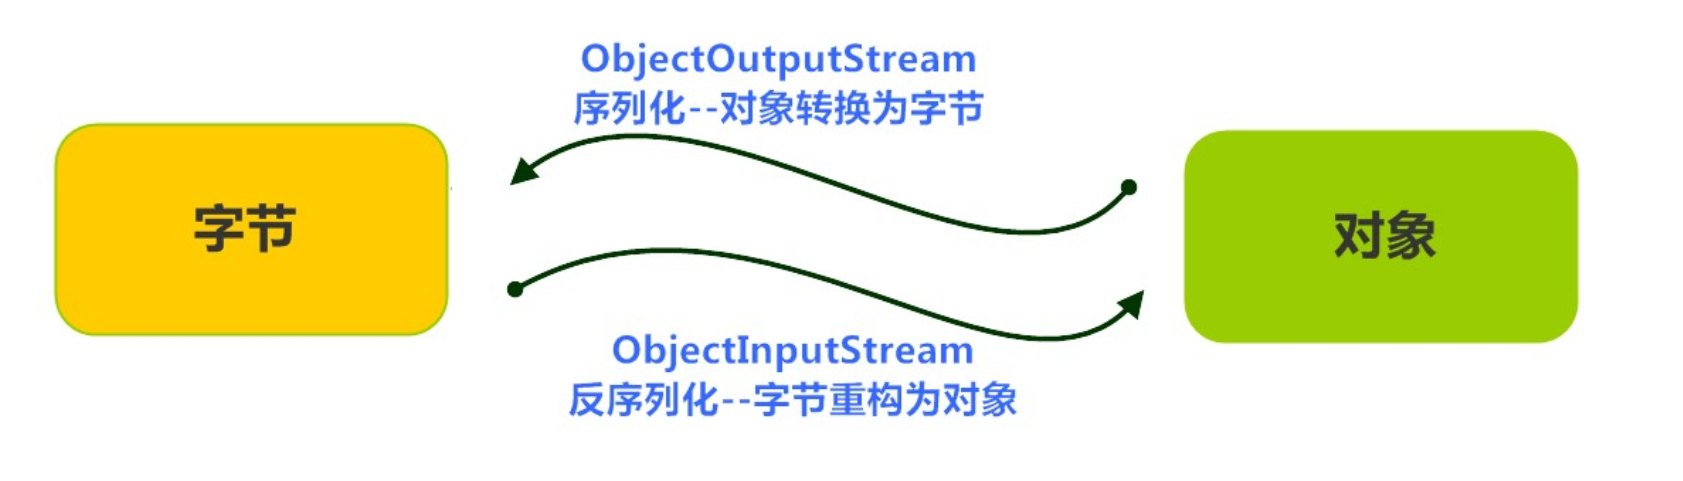 ObjectOutputStream
序列化--对象转换为字节
字节
对象
ObjectInputStream
反序列化--字节重构为对象